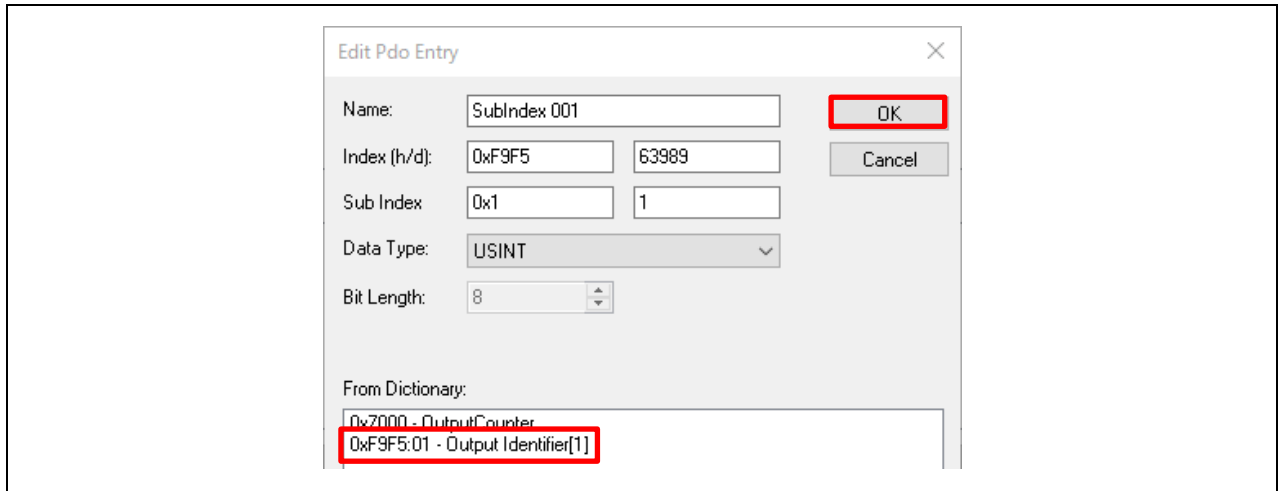 Edit Pdo Entry
Name: SubIndex 001 OK
Index (h/d): 0xF9F5 63989 Cancel
Sub Index 0x1 1
Data Type: USINT
Bit Length: 8
From Dictionary:
0x7000 - OutputCounter
0xF9F5:01 - Output Identifier[1]